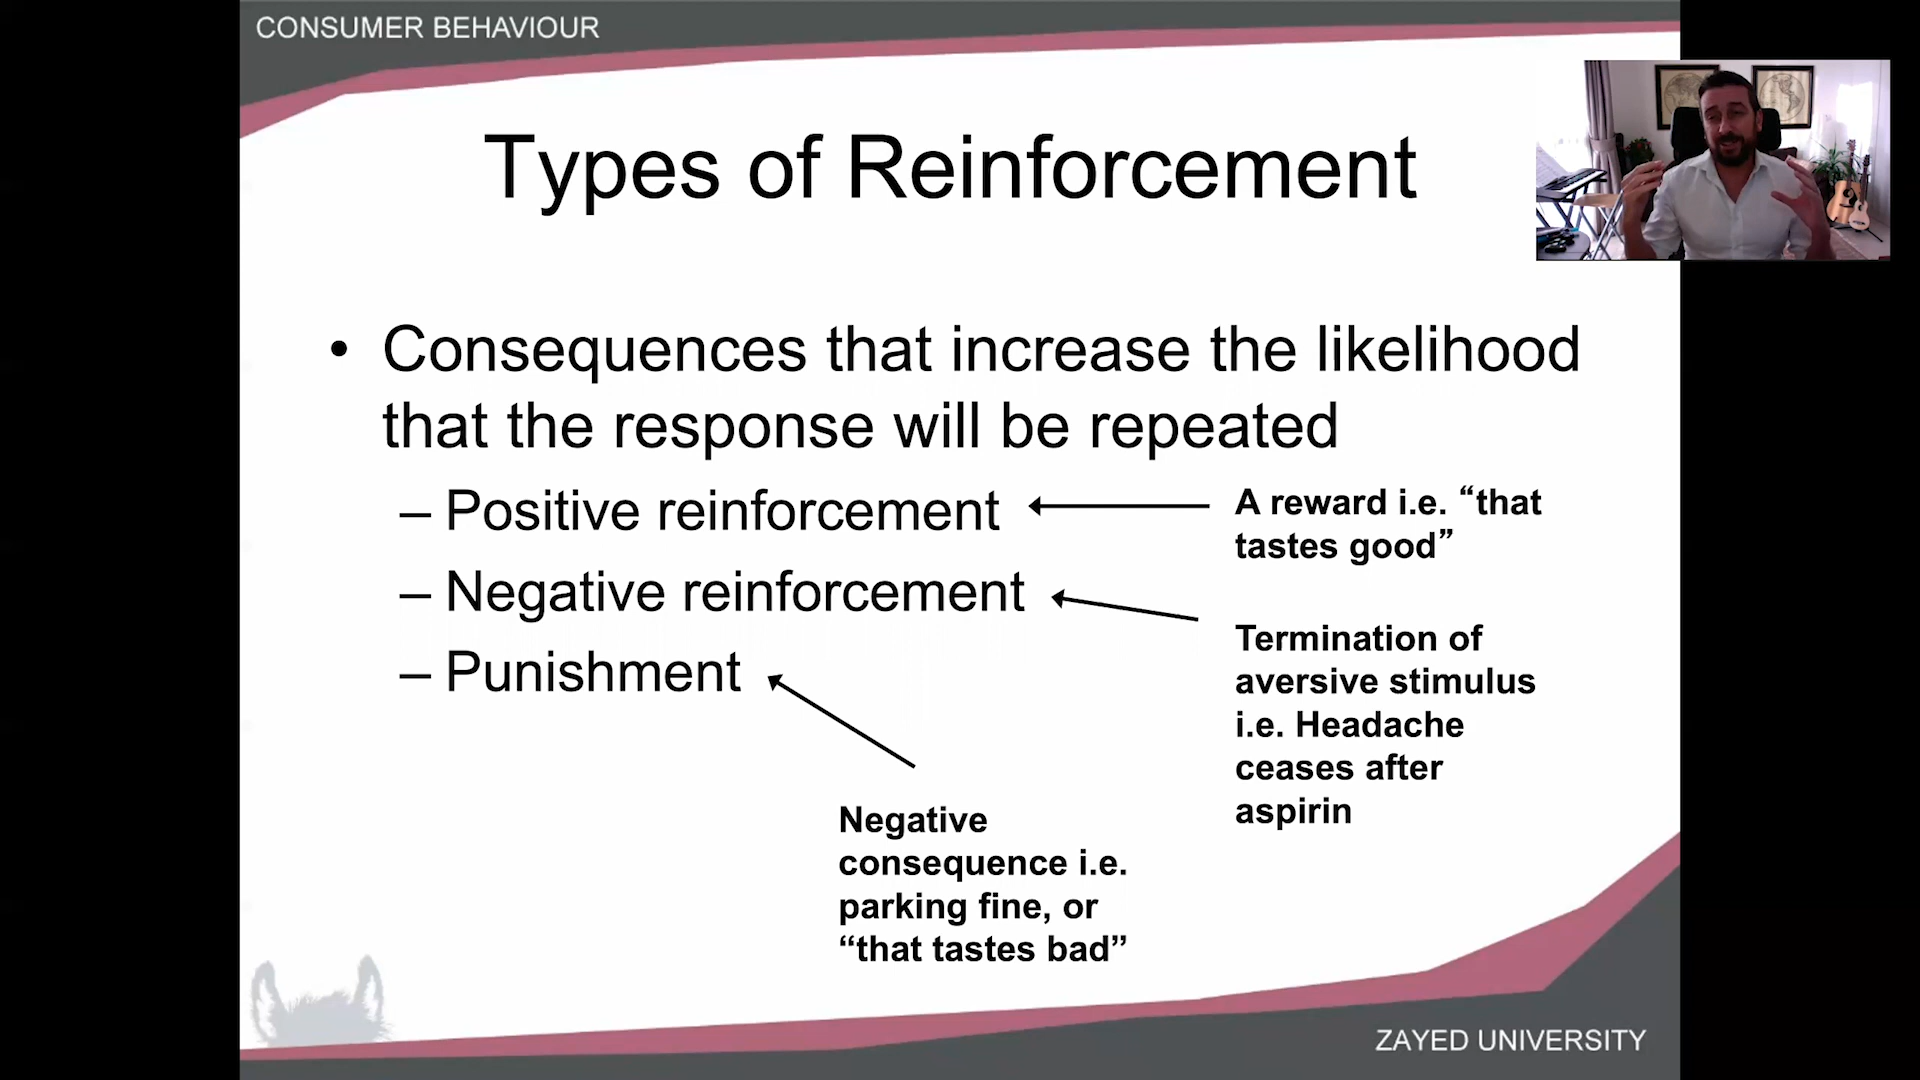 CONSUMER BEHAVIOUR
Types of Reinforcement
• Consequences that increase the likelihood
that the response will be repeated
– Positive reinforcement
A reward i.e. “that
tastes good”
– Negative reinforcement
Termination of
aversive stimulus
i.e. Headache
ceases after
aspirin
– Punishment
Negative
consequence i.e.
parking fine, or
“that tastes bad”
ZAYED UNIVERSITY